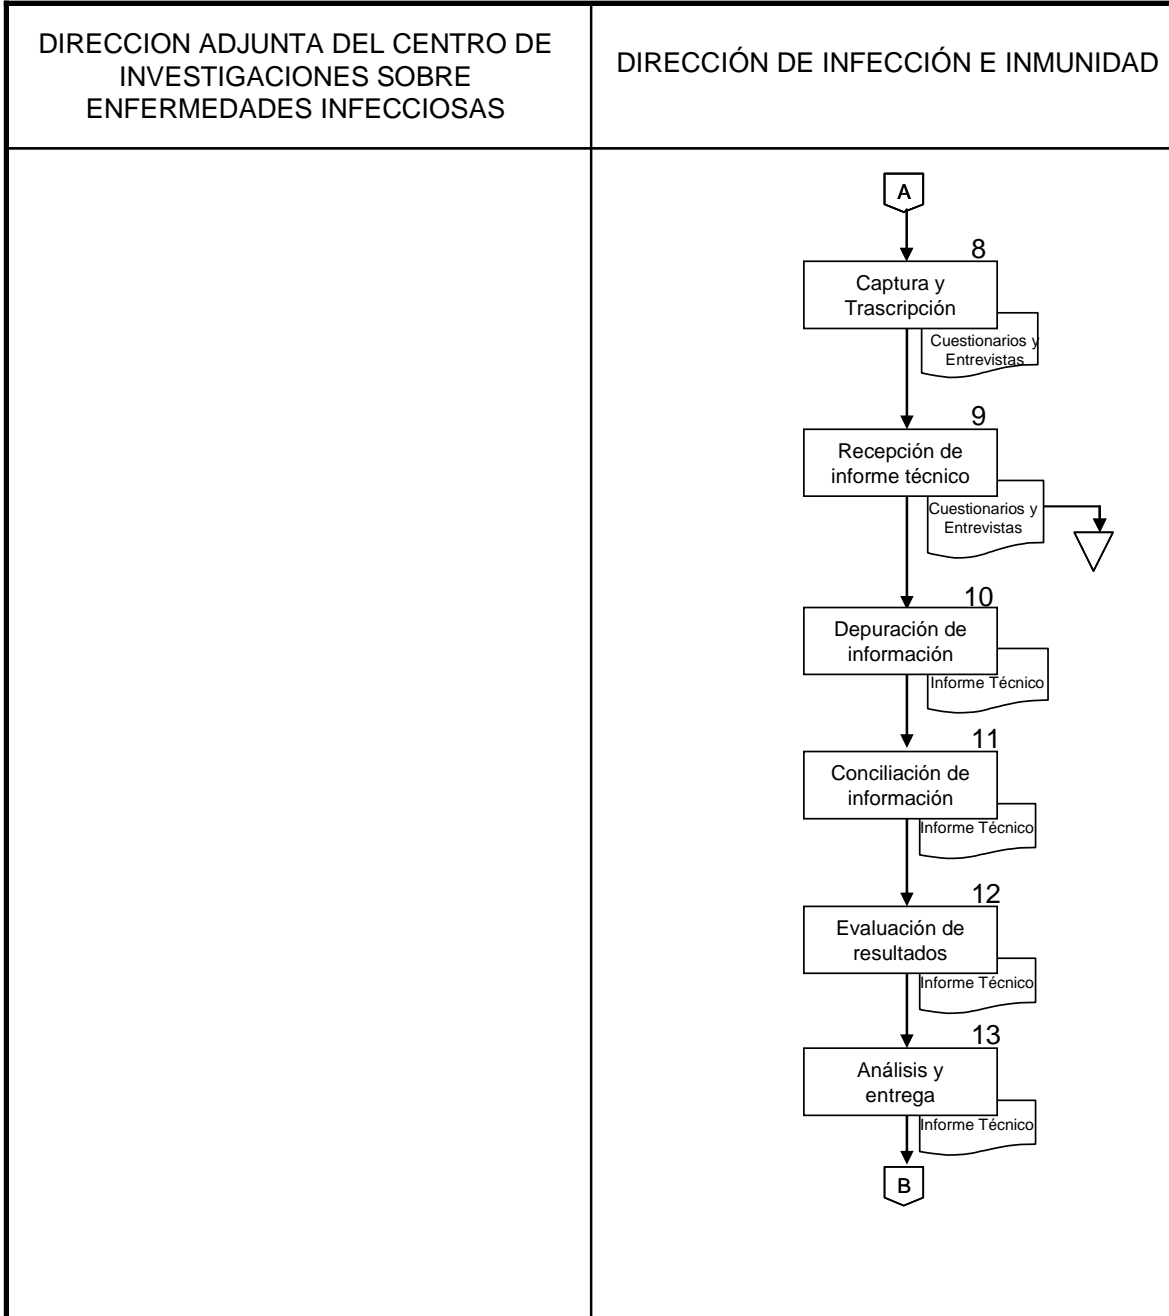 DIRECCION ADJUNTA DEL CENTRO DE
INVESTIGACIONES SOBRE
ENFERMEDADES INFECCIOSAS
DIRECCIÓN DE INFECCIÓN E INMUNIDAD
A
8
Captura y
Trascripción
Cuestionarios y
Entrevistas
9
Recepción de
informe técnico
Cuestionarios y
Entrevistas
10
Depuración de
información
Informe Técnico
11
Conciliación de
información
Informe Técnico
12
Evaluación de
resultados
Informe Técnico
13
Análisis y
entrega
Informe Técnico
B